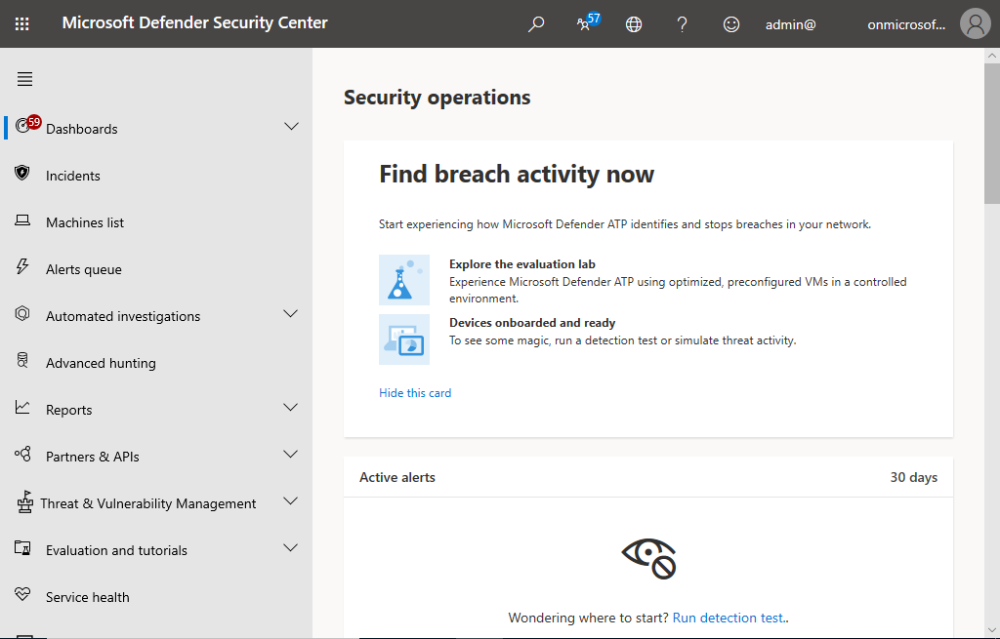 Microsoft Defender Security Center
57
?
admin@
onmicrosof...
59
Dashboards
Incidents
Machines list
Alerts queue
Automated investigations
Advanced hunting
Reports
Partners & APIs
Threat & Vulnerability Management
Evaluation and tutorials
Service health
Security operations
Find breach activity now
Start experiencing how Microsoft Defender ATP identifies and stops breaches in your network.
Explore the evaluation lab
Experience Microsoft Defender ATP using optimized, preconfigured VMs in a controlled
environment.
Devices onboarded and ready
To see some magic, run a detection test or simulate threat activity.
Hide this card
Active alerts
30 days
Wondering where to start? Run detection test..